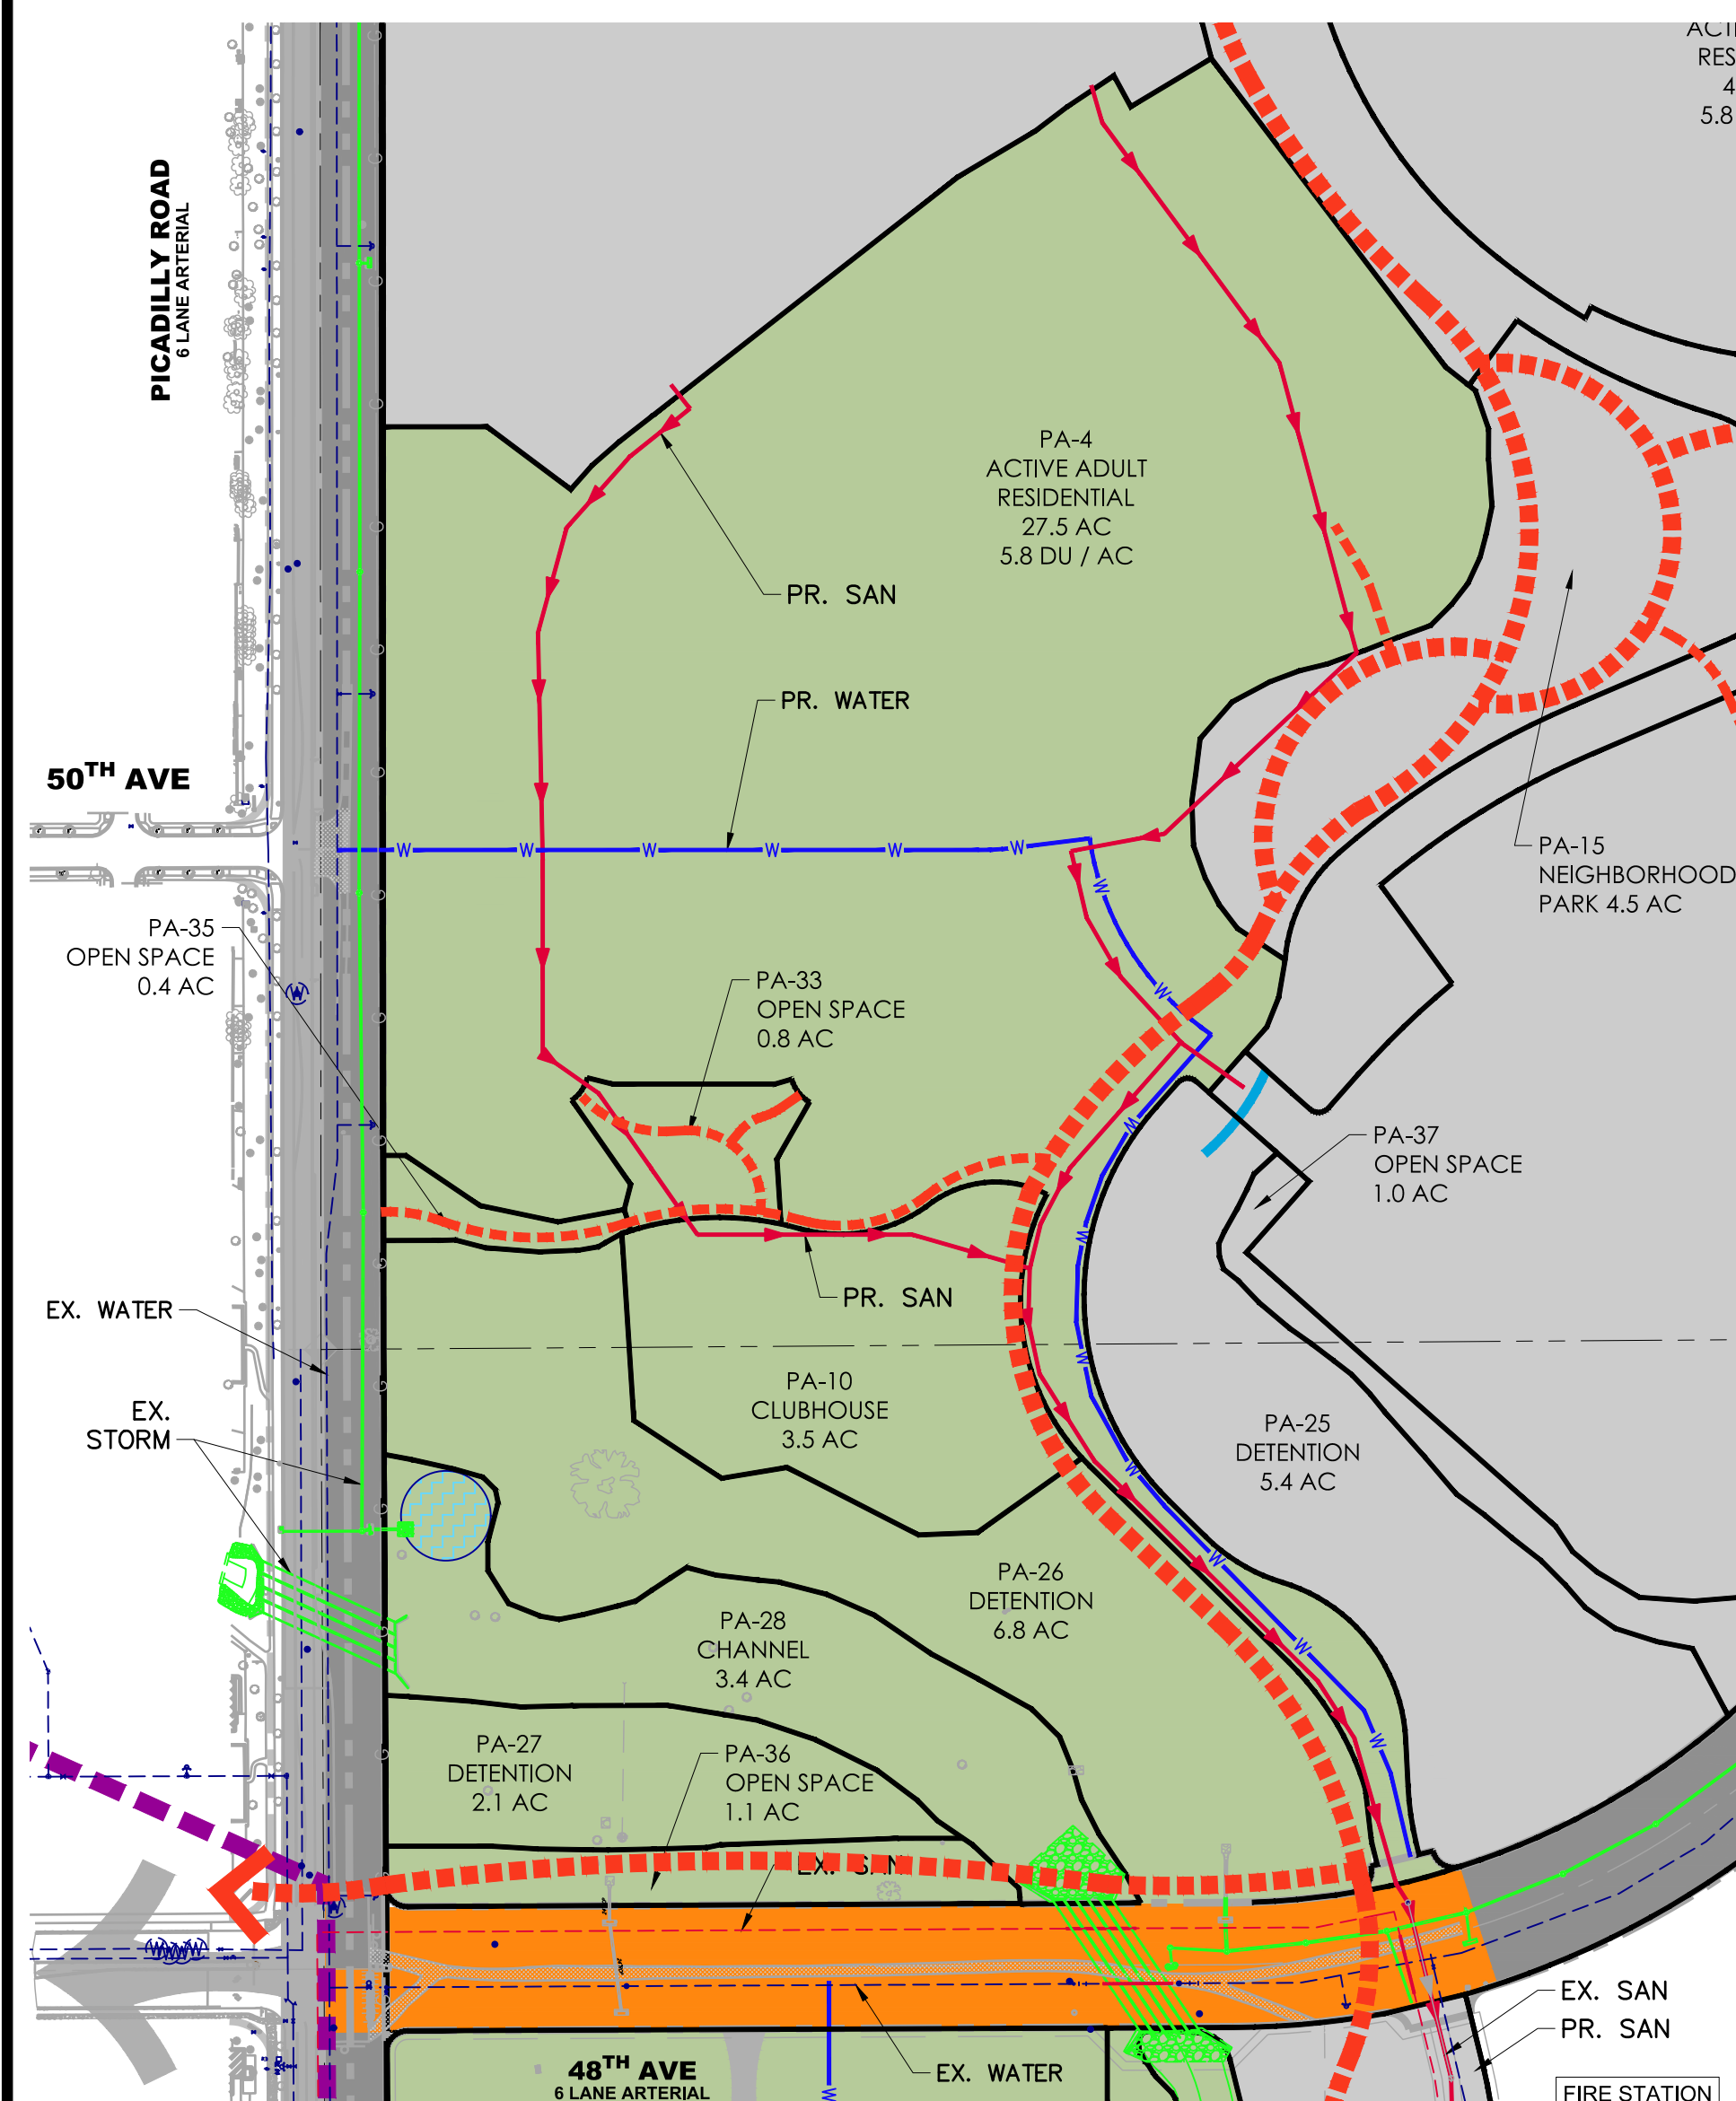 PICADILLY ROAD
6 LANE ARTERIAL
PA-4
ACTIVE ADULT
RESIDENTIAL
27.5 AC
5.8 DU / AC
PR. SAN
PR. WATER
50TH AVE
PA-15
NEIGHBORHOOD
PARK 4.5 AC
PA-35
OPEN SPACE
0.4 AC
PA-33
OPEN SPACE
0.8 AC
PA-37
OPEN SPACE
1.0 AC
EX. WATER
PR. SAN
PA-10
CLUBHOUSE
3.5 AC
EX.
STORM
PA-25
DETENTION
5.4 AC
PA-26
DETENTION
6.8 AC
PA-28
CHANNEL
3.4 AC
PA-27
DETENTION
2.1 AC
PA-36
OPEN SPACE
1.1 AC
EX. SAN
EX. SAN
PR. SAN
48TH AVE
6 LANE ARTERIAL
EX. WATER
FIRE STATION